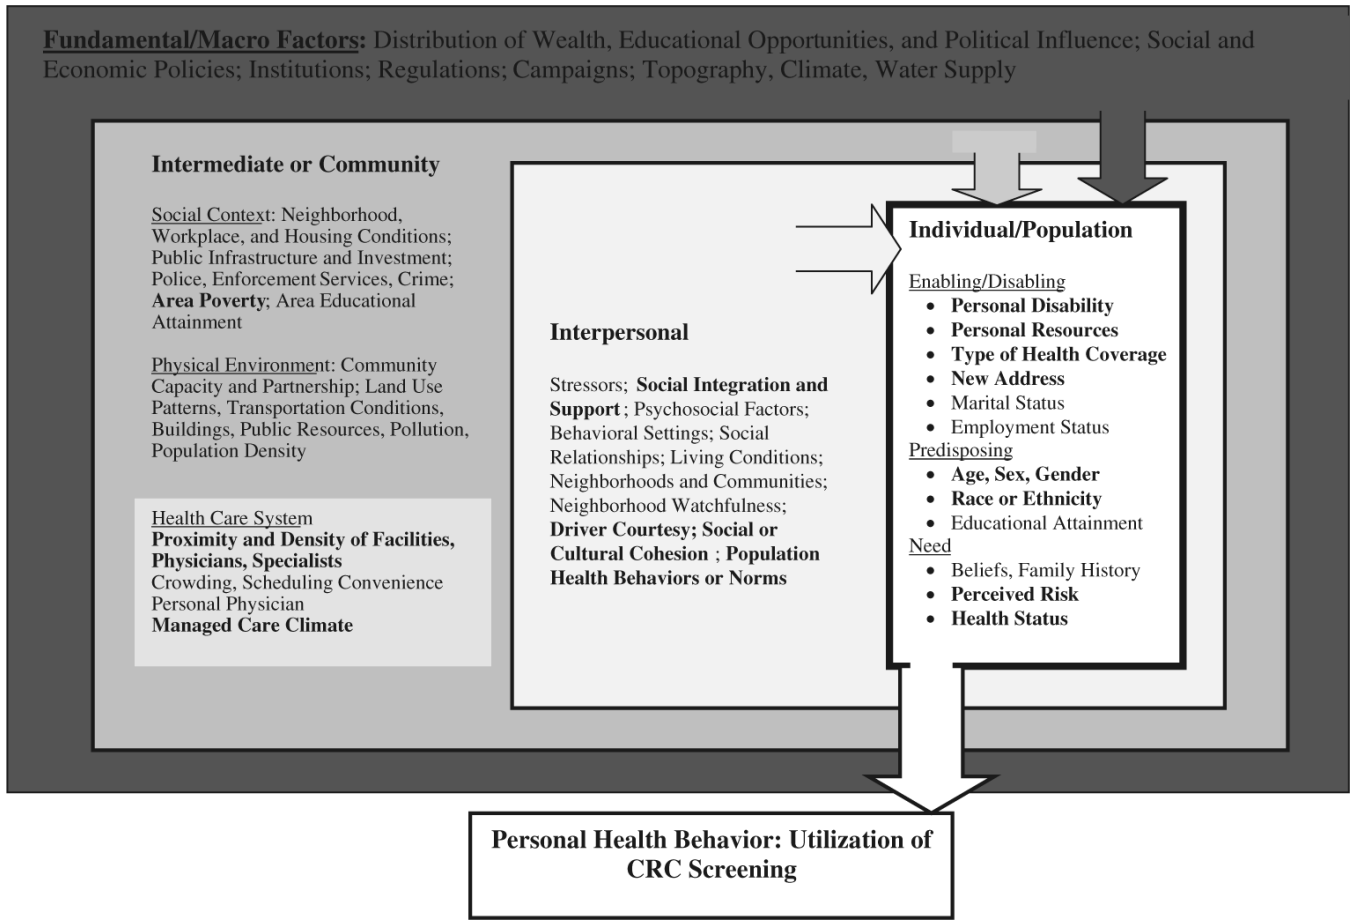 Fundamental/Macro Factors: Distribution of Wealth, Educational Opportunities, and Political Influence; Social and
Economic Policies; Institutions; Regulations; Campaigns; Topography, Climate, Water Supply
Intermediate or Community
Social Context: Neighborhood,
Workplace, and Housing Conditions;
Public Infrastructure and Investment;
Police, Enforcement Services, Crime;
Area Poverty; Area Educational
Attainment
Physical Environment: Community
Capacity and Partnership; Land Use
Patterns, Transportation Conditions,
Buildings, Public Resources, Pollution,
Population Density
Health Care System
Proximity and Density of Facilities,
Physicians, Specialists
Crowding, Scheduling Convenience
Personal Physician
Managed Care Climate
Interpersonal
Stressors; Social Integration and
Support ; Psychosocial Factors;
Behavioral Settings; Social
Relationships; Living Conditions;
Neighborhoods and Communities;
Neighborhood Watchfulness;
Driver Courtesy; Social or
Cultural Cohesion ; Population
Health Behaviors or Norms
Individual/Population
Enabling/Disabling
• Personal Disability
• Personal Resources
• Type of Health Coverage
• New Address
• Marital Status
• Employment Status
Predisposing
• Age, Sex, Gender
• Race or Ethnicity
• Educational Attainment
Need
• Beliefs, Family History
• Perceived Risk
• Health Status
Personal Health Behavior: Utilization of
CRC Screening